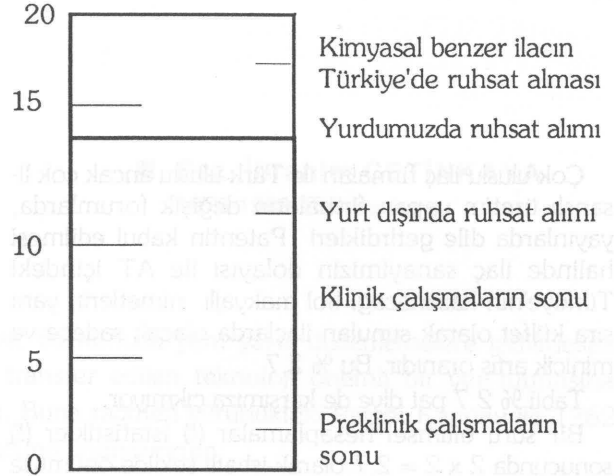 20
Kimyasal benzer ilacın
Türkiye'de ruhsat alması
15
Yurdumuzda ruhsat alımı
Yurt dışında ruhsat alımı
10
Klinik çalışmaların sonu
5
Preklinik çalışmaların
sonu
0